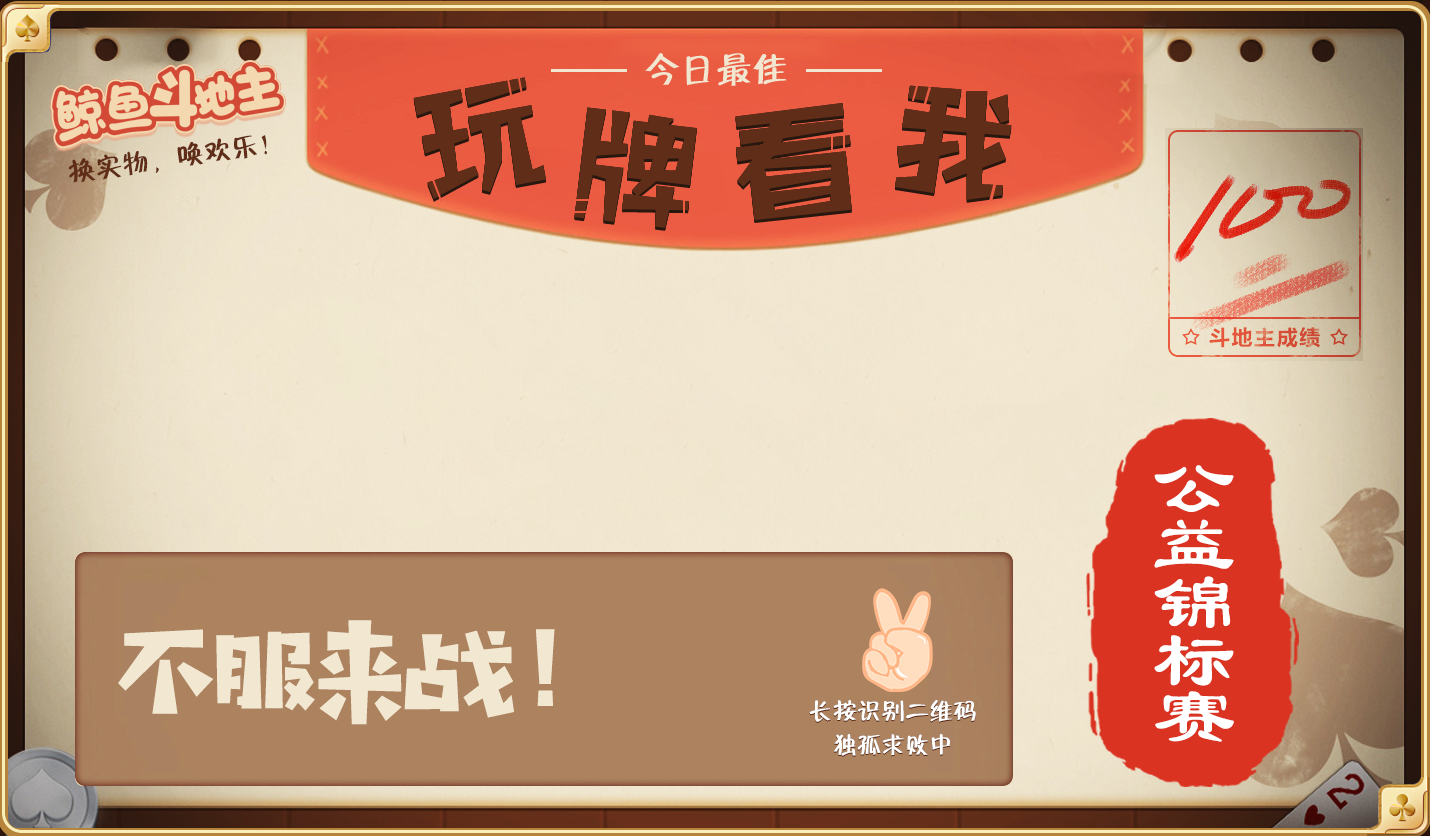 今日最佳
玩牌看我
鲸鱼斗地主
换实物，唤欢乐！
100
☆ 斗地主成绩 ☆
公益锦标赛
不服来战！
长按识别二维码
独孤求败中
2